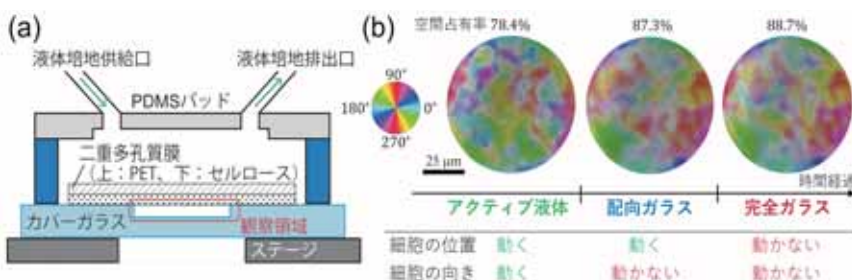 (a)
液体培地供給口 液体培地排出口
PDMSパッド
二重多孔質膜
(上:PET、下:セルロース)
カバーガラス
観察領域
ステージ
(b)
空間占有率 78.4% 87.3% 88.7%
90°
180° 0°
270°
25 μm
時間経過
アクティブ液体 配向ガラス 完全ガラス
細胞の位置 動く 動く 動かない
細胞の向き 動く 動かない 動かない